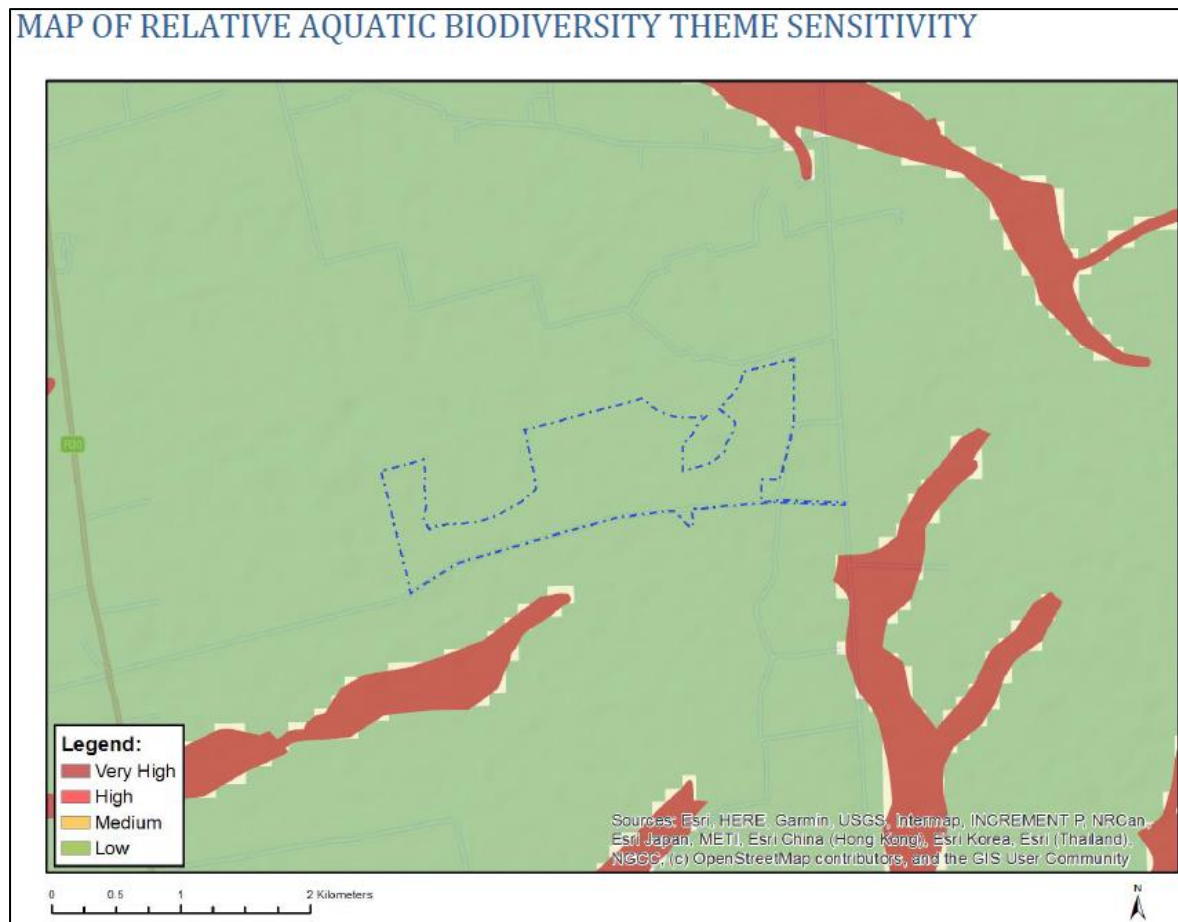 MAP OF RELATIVE AQUATIC BIODIVERSITY THEME SENSITIVITY
R30
Legend:
Very High
High
Medium
Low
Sources: Esri, HERE, Garmin, USGS, Intermap, INCREMENT P, NRCan,
Esri Japan, METI, Esri China (Hong Kong), Esri Korea, Esri (Thailand),
NGCC, (c) OpenStreetMap contributors, and the GIS User Community
0 0.5 1 2 Kilometers
N